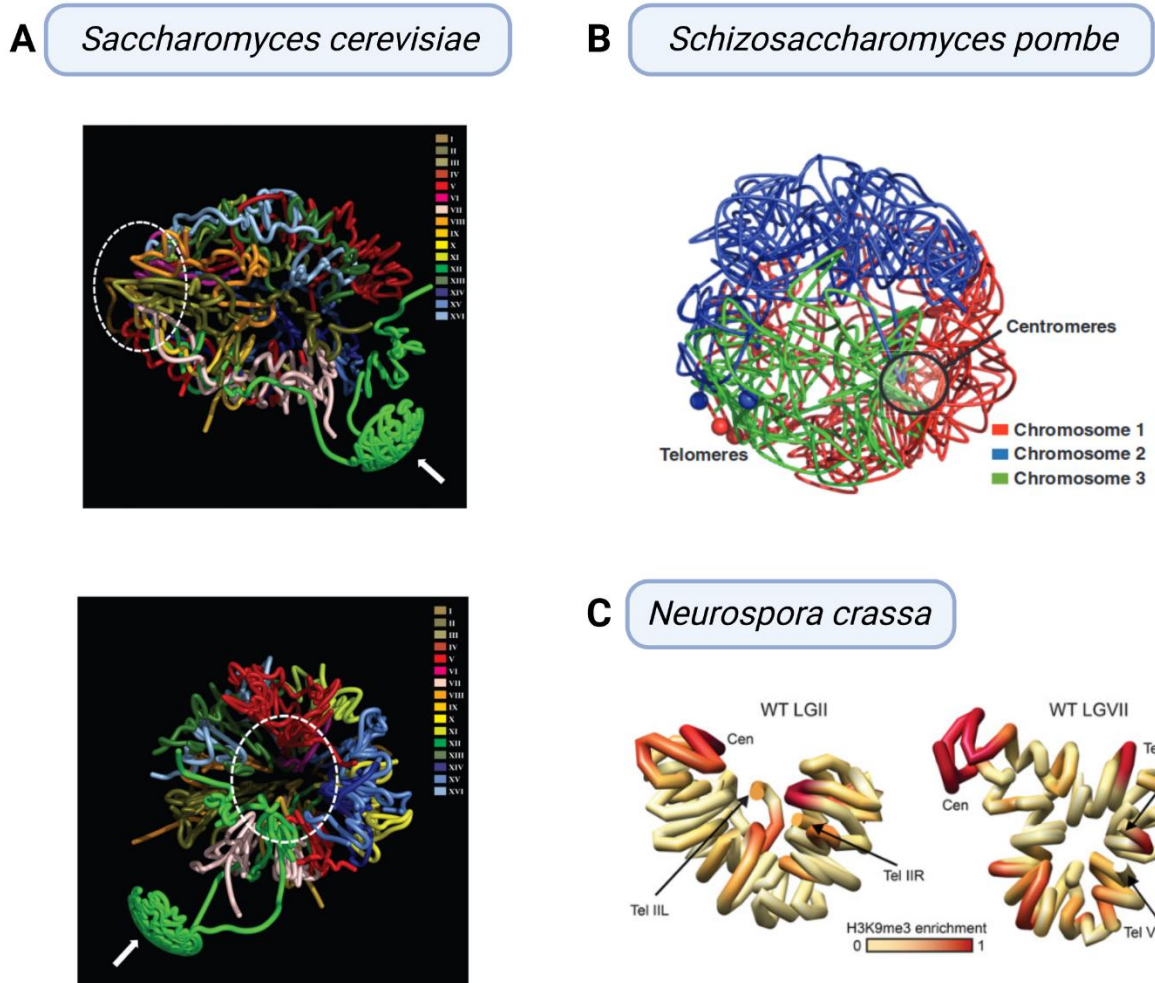 A Saccharomyces cerevisiae
I
II
III
IV
V
VI
VII
VIII
IX
X
XI
XII
XIII
XIV
XV
XVI
B Schizosaccharomyces pombe
Centromeres
Telomeres
Chromosome 1
Chromosome 2
Chromosome 3
I
II
III
IV
V
VI
VII
VIII
IX
X
XI
XII
XIII
XIV
XV
XVI
C Neurospora crassa
WT LGII
Cen
Tel IIL
Tel IIR
H3K9me3 enrichment
0 1
WT LGVII
Cen
Te
Tel V